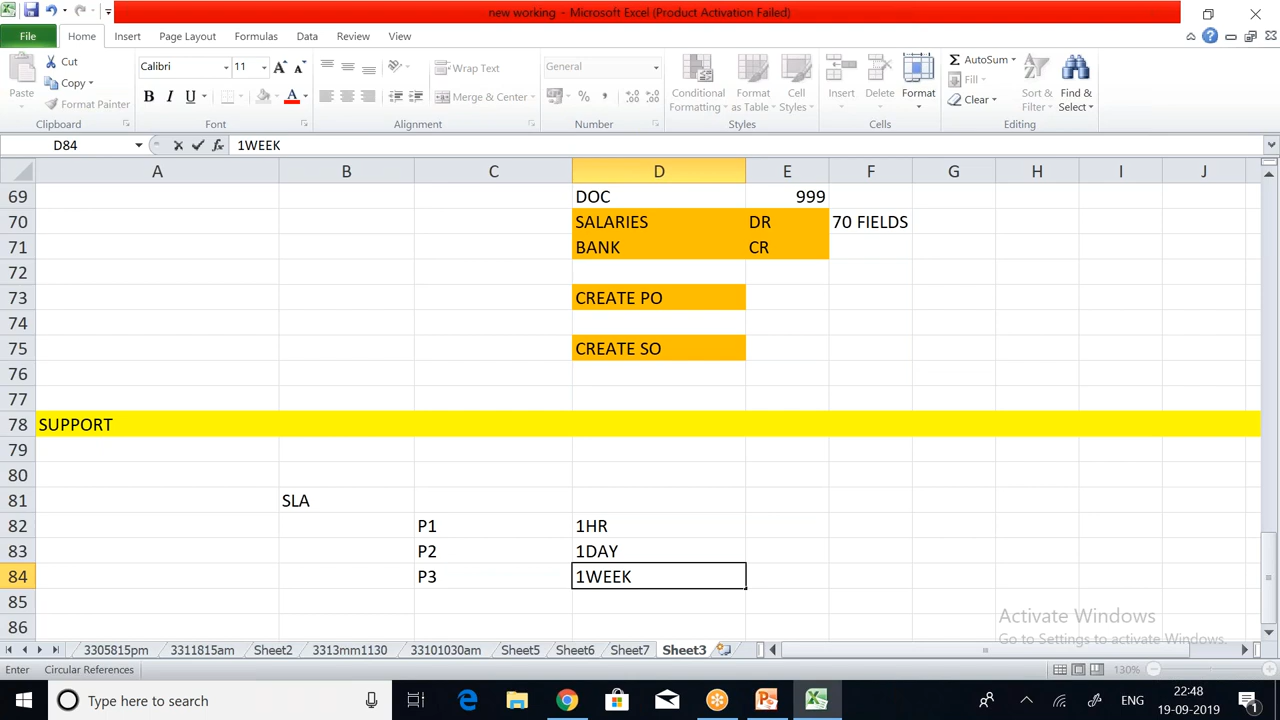 new working - Microsoft Excel (Product Activation Failed)
File Home Insert Page Layout Formulas Data Review View
Paste
Cut
Copy
Format Painter
Clipboard
Calibri 11
B I U
Font
Wrap Text
Merge & Center
Alignment
General
Number
Conditional Formatting
Format as Table
Cell Styles
Styles
Insert Delete Format
Cells
AutoSum
Fill
Clear
Sort & Filter
Find & Select
Editing
D84 fx 1WEEK
A B C D E F G H I J
69 DOC 999
70 SALARIES DR 70 FIELDS
71 BANK CR
72
73 CREATE PO
74
75 CREATE SO
76
77
78 SUPPORT
79
80
81 SLA
82 P1 1HR
83 P2 1DAY
84 P3 1WEEK
85
86
Activate Windows
Go to Settings to activate Windows.
3305815pm 3311815am Sheet2 3313mm1130 33101030am Sheet5 Sheet6 Sheet7 Sheet3
Enter Circular References 130%
Type here to search ENG 22:48
19-09-2019 1